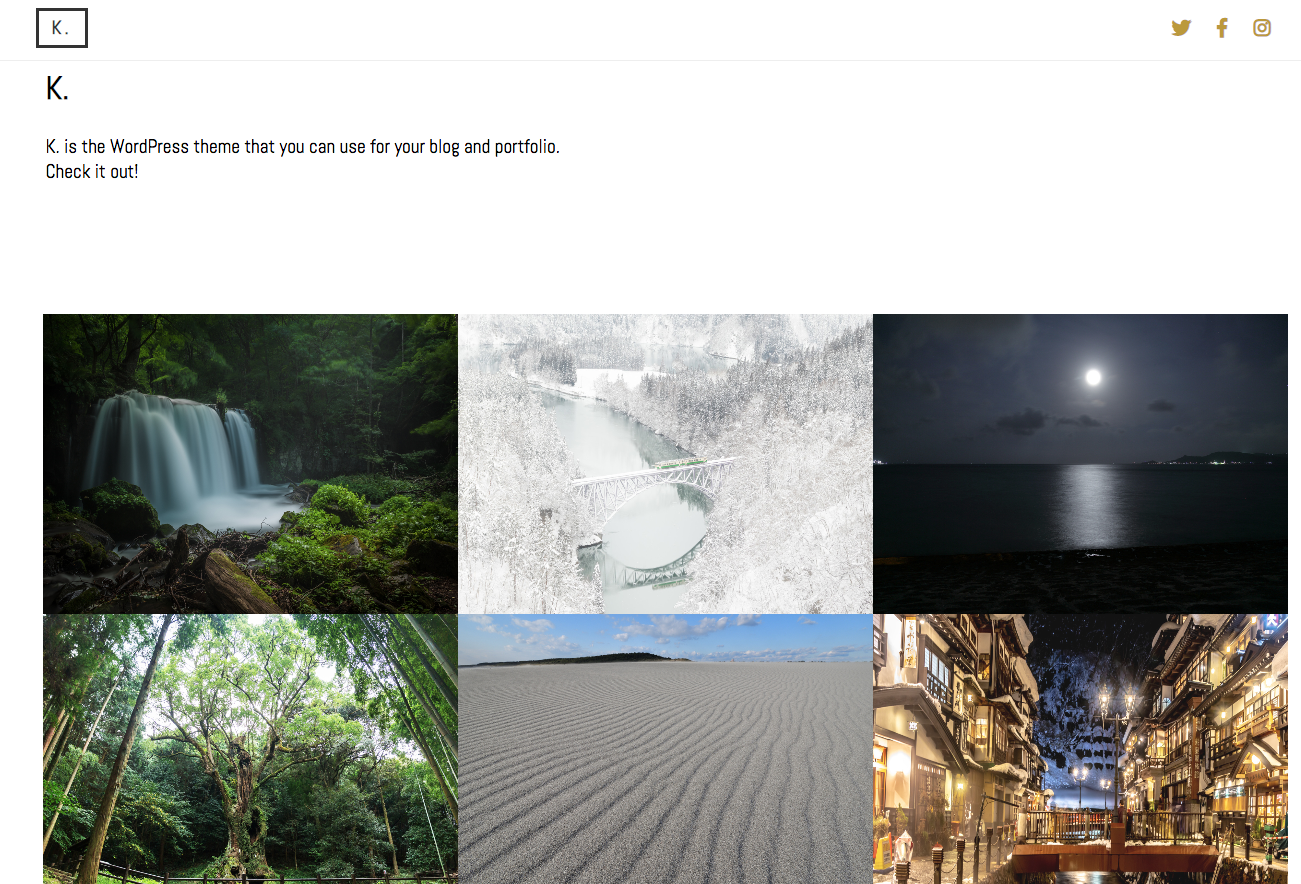 K.
K.
K. is the WordPress theme that you can use for your blog and portfolio.
Check it out!